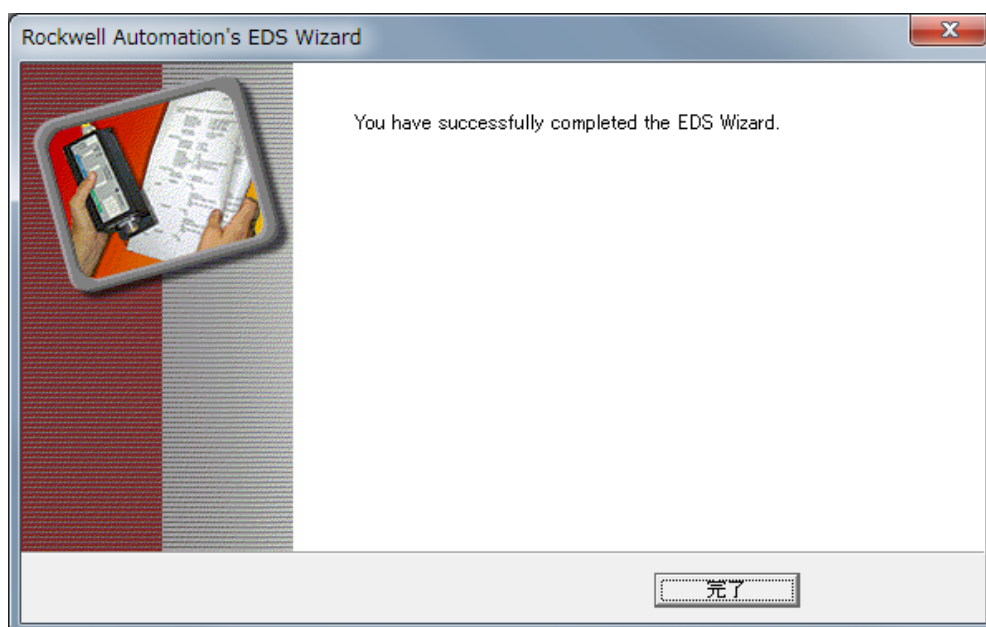 Rockwell Automation's EDS Wizard
You have successfully completed the EDS Wizard.
完了